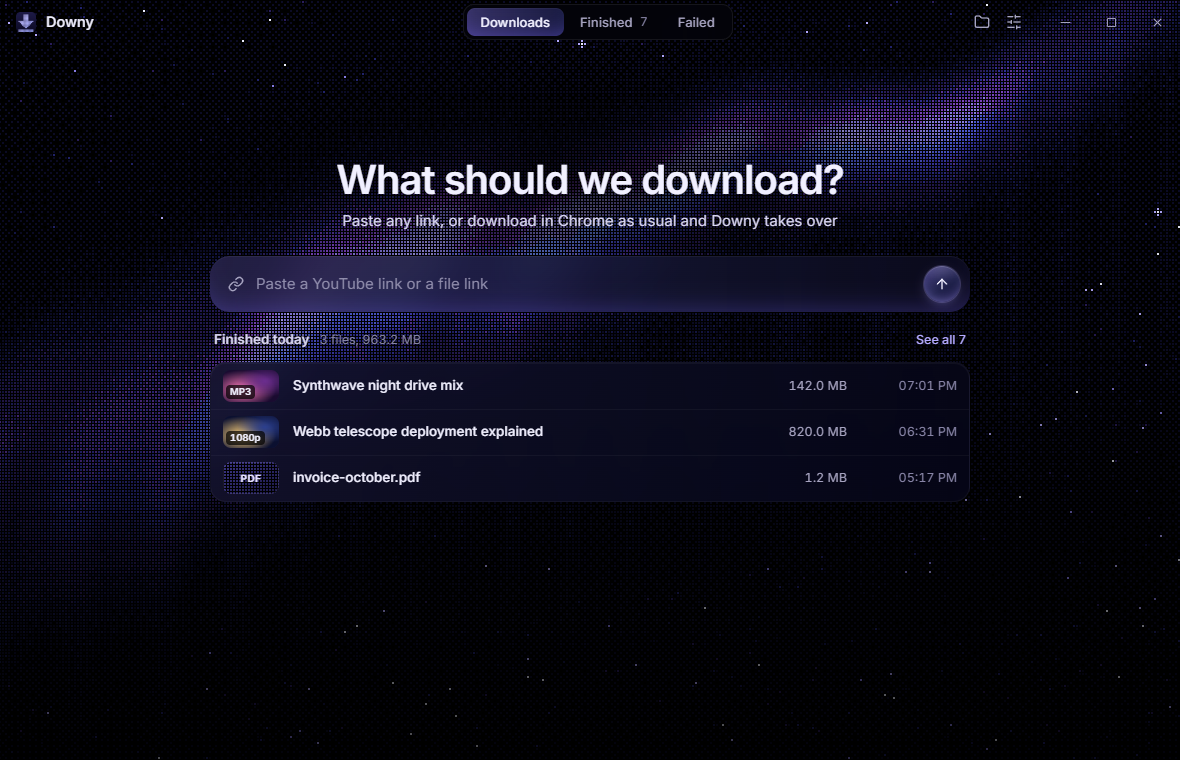 Downy
Downloads
Finished 7
Failed
What should we download?
Paste any link, or download in Chrome as usual and Downy takes over
Paste a YouTube link or a file link
Finished today 3 files, 963.2 MB
See all 7
MP3 Synthwave night drive mix 142.0 MB 07:01 PM
1080p Webb telescope deployment explained 820.0 MB 06:31 PM
PDF invoice-october.pdf 1.2 MB 05:17 PM